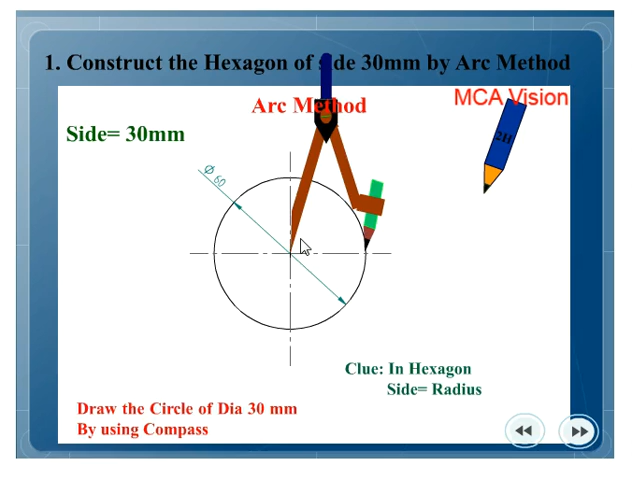 1. Construct the Hexagon of side 30mm by Arc Method
Arc Method
MCA Vision
Side= 30mm
2H
Φ 60
Clue: In Hexagon
Side= Radius
Draw the Circle of Dia 30 mm
By using Compass